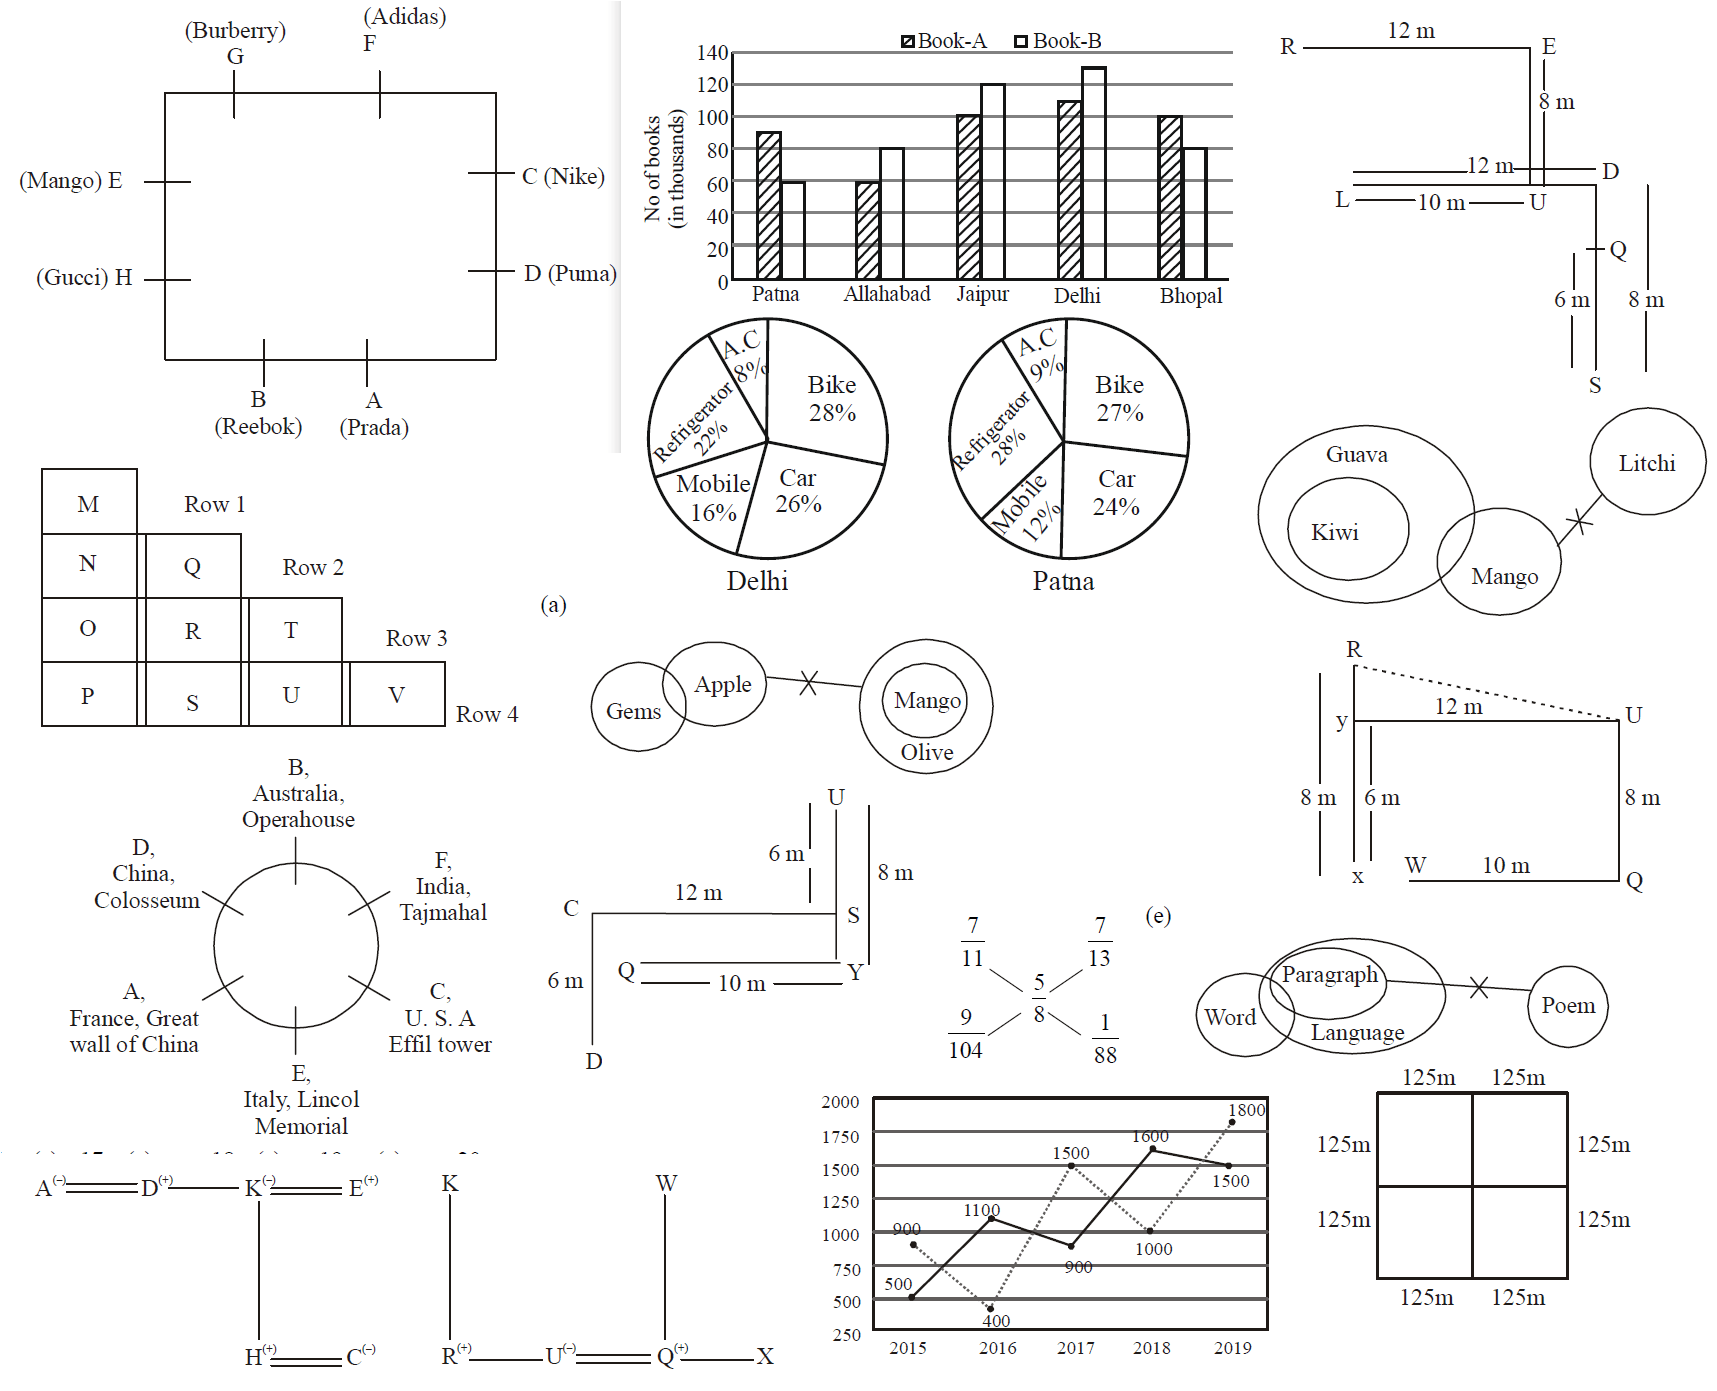 (Burberry)
G
(Adidas)
F
(Mango) E
C (Nike)
(Gucci) H
D (Puma)
B
(Reebok)
A
(Prada)
Book-A Book-B
No of books
(in thousands)
140
120
100
80
60
40
20
0
Patna Allahabad Jaipur Delhi Bhopal
R 12 m E
8 m
12 m D
L 10 m U
Q
6 m 8 m
S
A.C
8%
Bike
28%
Refrigerator
22%
Mobile
16%
Car
26%
Delhi
A.C
9%
Bike
27%
Refrigerator
28%
Mobile
12%
Car
24%
Patna
Guava
Kiwi
Mango
Litchi
M Row 1
N Q Row 2
O R T Row 3
P S U V Row 4
(a)
Gems
Apple
Mango
Olive
R
y 12 m U
8 m 6 m 8 m
x W 10 m Q
B,
Australia,
Operahouse
D,
China,
Colosseum
F,
India,
Tajmahal
A,
France, Great
wall of China
C,
U. S. A
Effil tower
E,
Italy, Lincol
Memorial
U
6 m
8 m
C 12 m S
Q Y
10 m
6 m
D
7
11
7
13
5
8
9
104
1
88
(e)
Paragraph
Word
Language
Poem
A(–) D(+) K(–) E(+)
H(+) C(–)
K W
R(+) U(–) Q(+) X
2000
1750
1500
1250
1000
750
500
250
900
500
1100
400
1500
900
1600
1000
1800
1500
2015 2016 2017 2018 2019
125m 125m
125m 125m
125m 125m
125m 125m